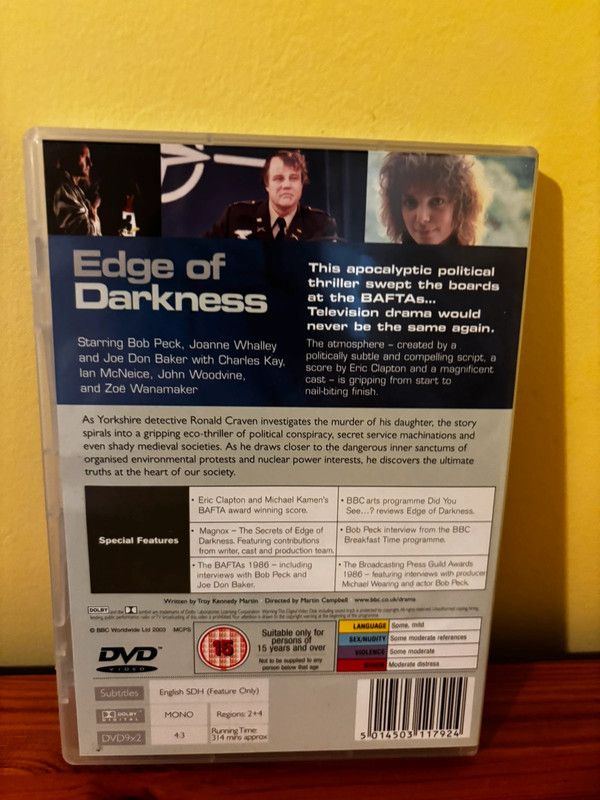 Edge of
Darkness
Starring Bob Peck, Joanne Whalley
and Joe Don Baker with Charles Kay,
Ian McNeice, John Woodvine,
and Zoë Wanamaker
This apocalyptic political
thriller swept the boards
at the BAFTAs...
Television drama would
never be the same again.
The atmosphere – created by a
politically subtle and compelling script, a
score by Eric Clapton and a magnificent
cast – is gripping from start to
nail-biting finish.
As Yorkshire detective Ronald Craven investigates the murder of his daughter, the story
spirals into a gripping eco-thriller of political conspiracy, secret service machinations and
even shady medieval societies. As he draws closer to the dangerous inner sanctums of
organised environmental protests and nuclear power interests, he discovers the ultimate
truths at the heart of our society.
Special Features
• Eric Clapton and Michael Kamen's
BAFTA award winning score.
• BBC arts programme Did You
See...? reviews Edge of Darkness.
• Magnox – The Secrets of Edge of
Darkness. Featuring contributions
from writer, cast and production team.
• Bob Peck interview from the BBC
Breakfast Time programme.
• The BAFTAs 1986 – including
interviews with Bob Peck and
Joe Don Baker.
• The Broadcasting Press Guild Awards
1986 – featuring interviews with producer
Michael Wearing and actor Bob Peck.
Written by Troy Kennedy Martin Directed by Martin Campbell www.bbc.co.uk/drama
DOLBY
© BBC Worldwide Ltd 2003 MCPS
DVD
VIDEO
15
Suitable only for
persons of
15 years and over
Not to be supplied to any
person below that age
LANGUAGE Some, mild
SEX/NUDITY Some moderate references
VIOLENCE Some moderate
OTHER Moderate distress
Subtitles English SDH (Feature Only)
DOLBY DIGITAL MONO Regions: 2+4
DVD9x2 4:3 Running Time: 314 mins approx
5 014503 117924